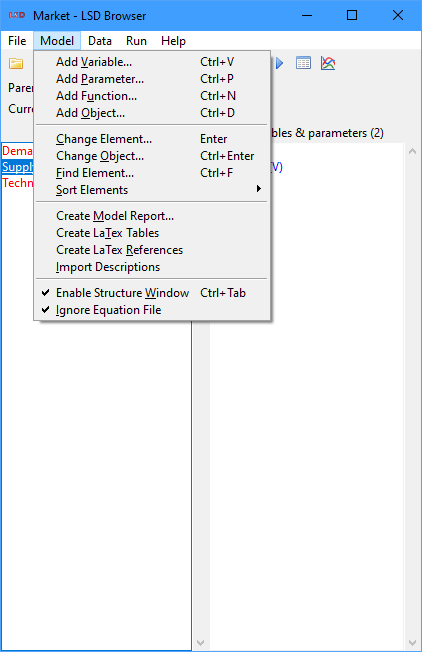 LSD Market - LSD Browser
File Model Data Run Help
Add Variable... Ctrl+V
Add Parameter... Ctrl+P
Add Function... Ctrl+N
Add Object... Ctrl+D
Change Element... Enter
Change Object... Ctrl+Enter
Find Element... Ctrl+F
Sort Elements
Create Model Report...
Create LaTex Tables
Create LaTex References
Import Descriptions
Enable Structure Window Ctrl+Tab
Ignore Equation File
Paren
Curre
bles & parameters (2)
Dema
Suppl
(V)
Techn